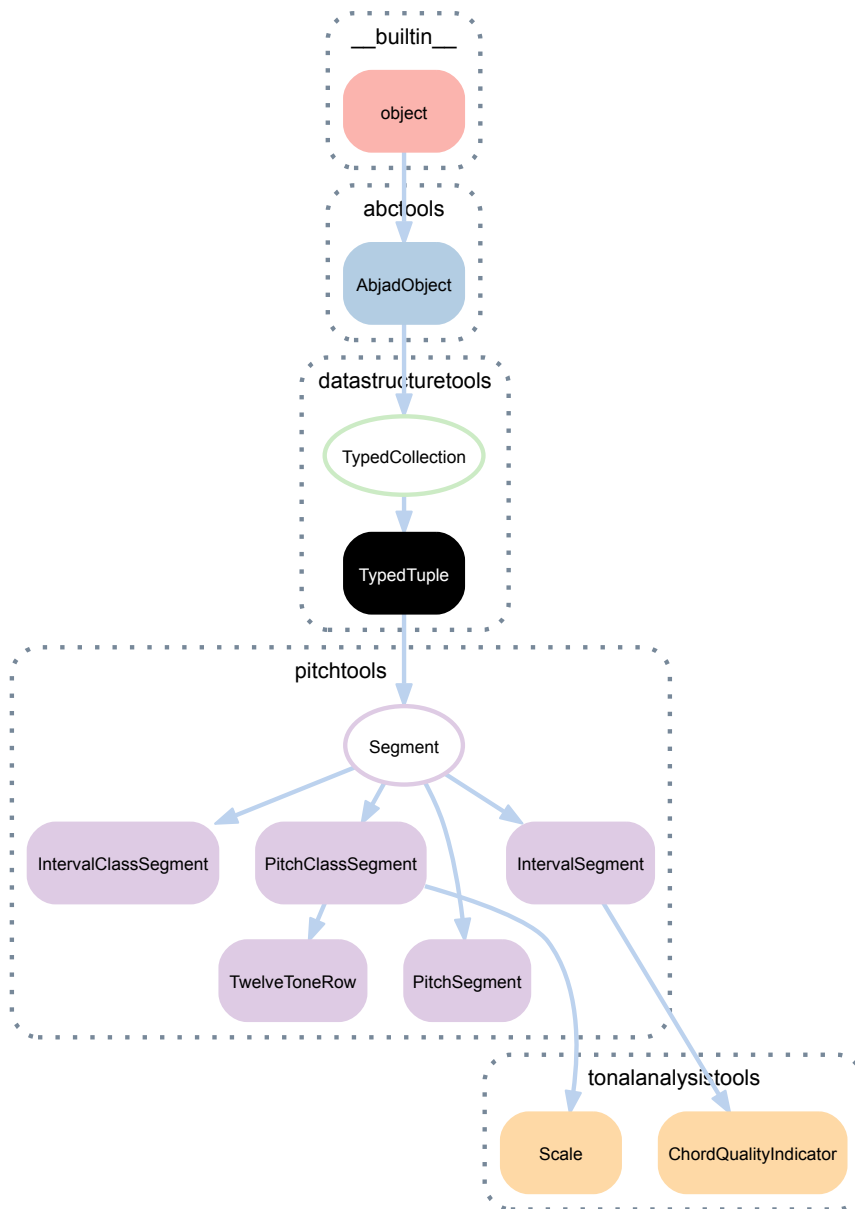 __builtin__
object
abctools
AbjadObject
datastructuretools
TypedCollection
TypedTuple
pitchtools
Segment
IntervalClassSegment
PitchClassSegment
IntervalSegment
TwelveToneRow
PitchSegment
tonalanalysistools
Scale
ChordQualityIndicator